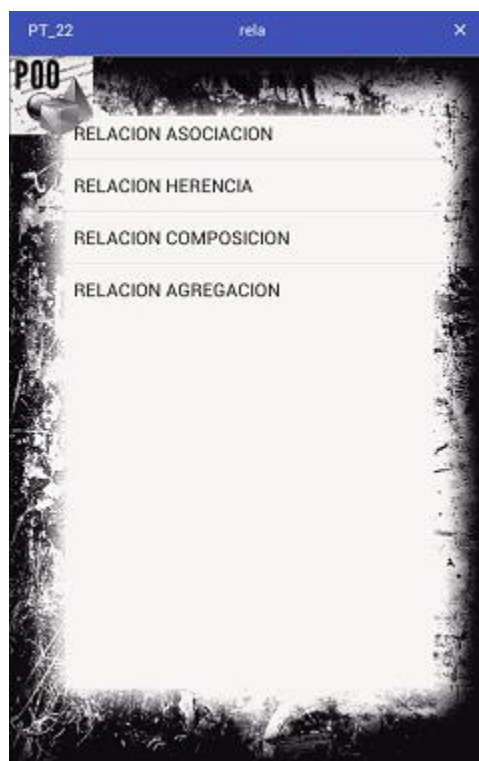 PT_22 rela ×
POO
RELACION ASOCIACION
RELACION HERENCIA
RELACION COMPOSICION
RELACION AGREGACION